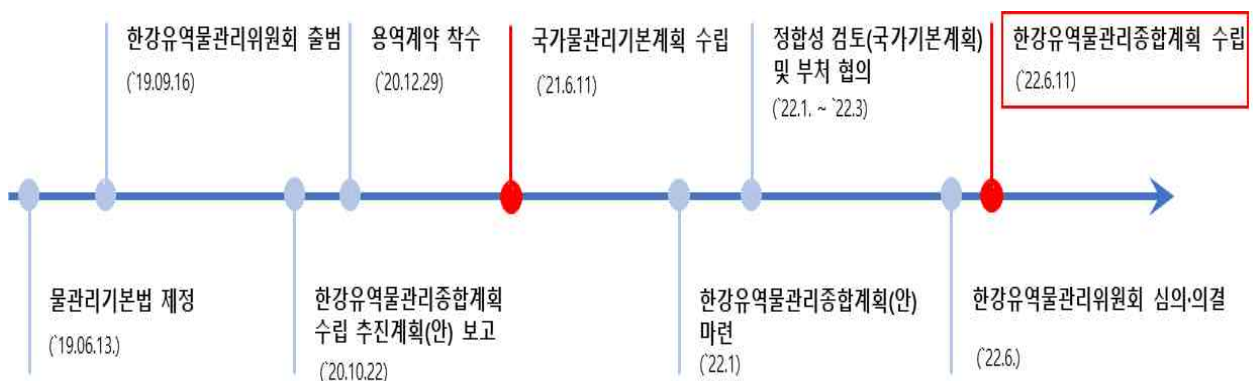 한강유역물관리위원회 출범
(`19.09.16)
용역계약 착수
(`20.12.29)
국가물관리기본계획 수립
(`21.6.11)
정합성 검토(국가기본계획)
및 부처 협의
(`22.1. ~ `22.3)
한강유역물관리종합계획 수립
(`22.6.11)
물관리기본법 제정
(`19.06.13.)
한강유역물관리종합계획
수립 추진계획(안) 보고
(`20.10.22)
한강유역물관리종합계획(안)
마련
(`22.1)
한강유역물관리위원회 심의·의결
(`22.6.)